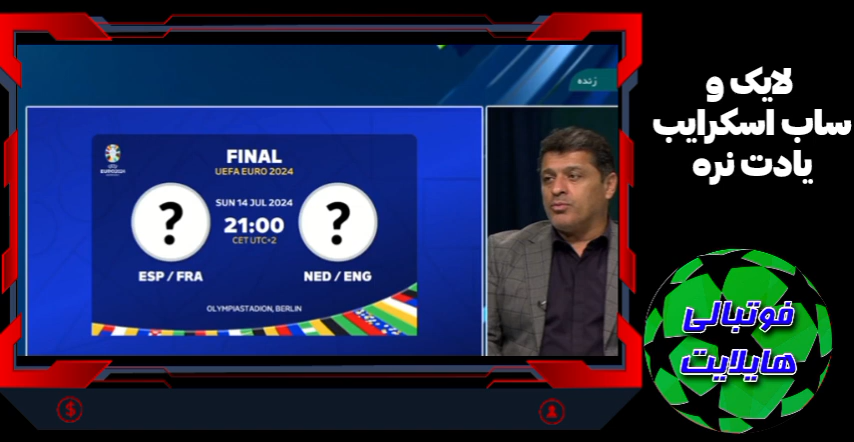 زنده
FINAL
UEFA EURO 2024
SUN 14 JUL 2024
21:00
CET UTC+2
?
?
ESP / FRA
NED / ENG
OLYMPIASTADION, BERLIN
EURO2024
لایک و
ساب اسکرایب
یادت نره
فوتبالی
هایلایت
$